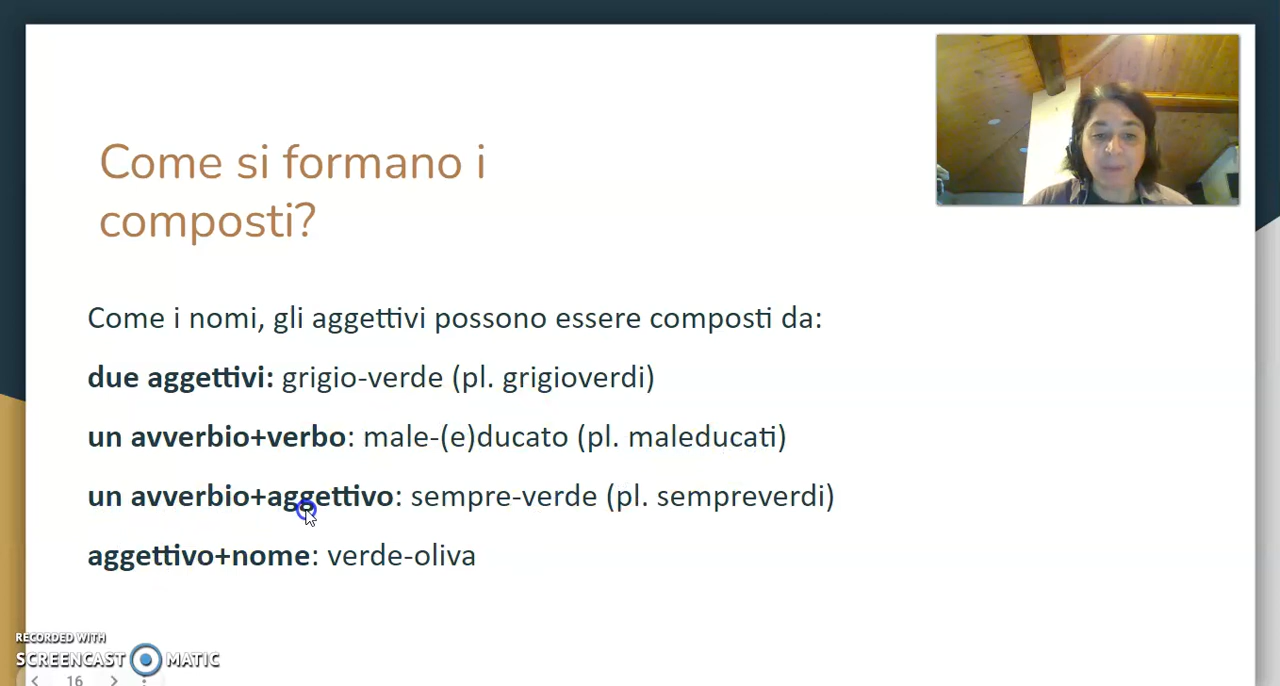 Come si formano i
composti?
Come i nomi, gli aggettivi possono essere composti da:
due aggettivi: grigio-verde (pl. grigioverdi)
un avverbio+verbo: male-(e)ducato (pl. maleducati)
un avverbio+aggettivo: sempre-verde (pl. sempreverdi)
aggettivo+nome: verde-oliva
RECORDED WITH
SCREENCAST MATIC
16